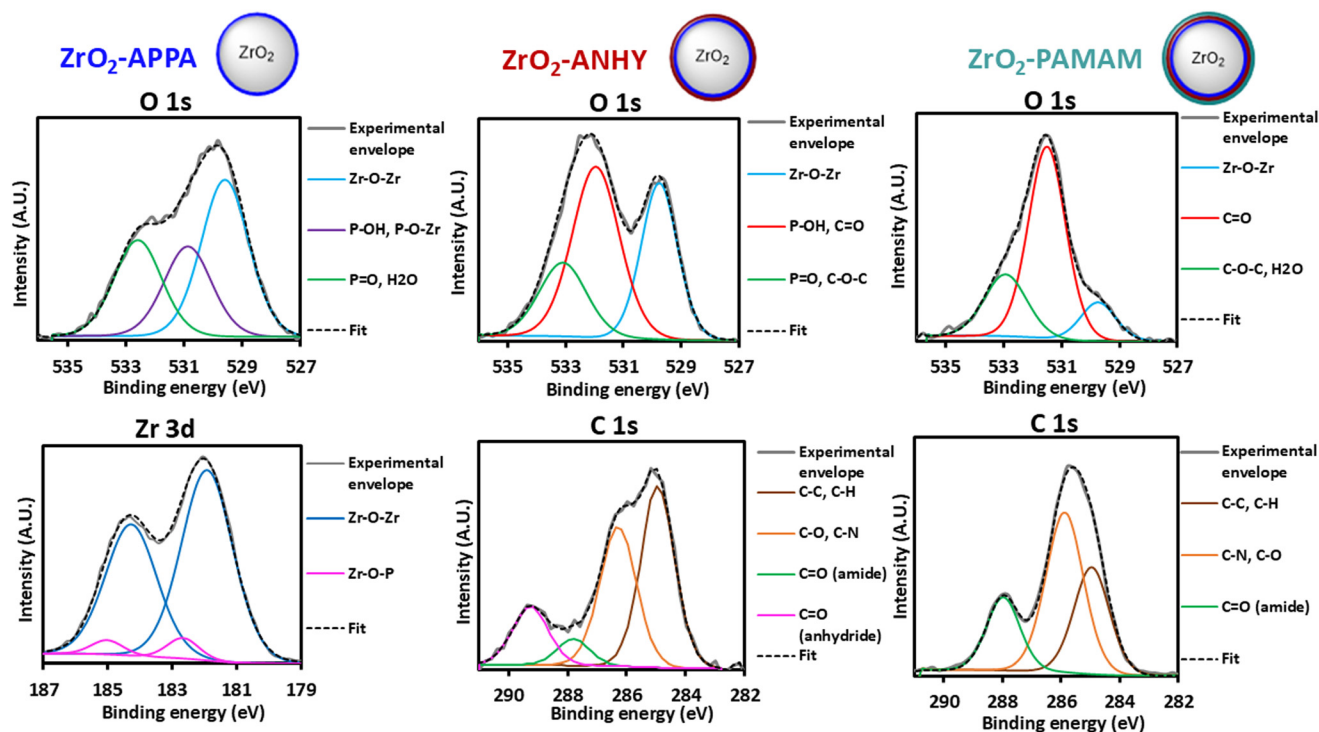 ZrO₂-APPA
ZrO₂
O 1s
Intensity (A.U.)
535 533 531 529 527
Binding energy (eV)
Experimental
envelope
Zr-O-Zr
P-OH, P-O-Zr
P=O, H2O
Fit
ZrO₂-ANHY
ZrO₂
O 1s
Intensity (A.U.)
535 533 531 529 527
Binding energy (eV)
Experimental
envelope
Zr-O-Zr
P-OH, C=O
P=O, C-O-C
Fit
ZrO₂-PAMAM
ZrO₂
O 1s
Intensity (A.U.)
535 533 531 529 527
Binding energy (eV)
Experimental
envelope
Zr-O-Zr
C=O
C-O-C, H2O
Fit
Zr 3d
Intensity (A.U.)
187 185 183 181 179
Binding energy (eV)
Experimental
envelope
Zr-O-Zr
Zr-O-P
Fit
C 1s
Intensity (A.U.)
290 288 286 284 282
Binding energy (eV)
Experimental
envelope
C-C, C-H
C-O, C-N
C=O (amide)
C=O
(anhydride)
Fit
C 1s
Intensity (A.U.)
290 288 286 284 282
Binding energy (eV)
Experimental
envelope
C-C, C-H
C-N, C-O
C=O (amide)
Fit